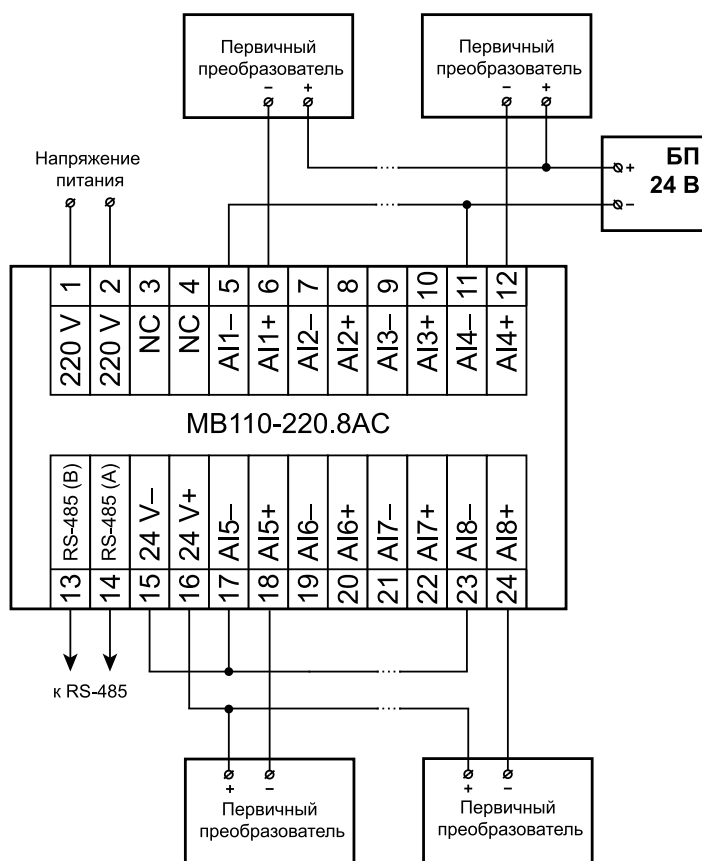 Первичный
преобразователь
– +
Первичный
преобразователь
– +
Напряжение
питания
+ БП
– 24 В
1 2 3 4 5 6 7 8 9 10 11 12
220 V 220 V NC NC AI1– AI1+ AI2– AI2+ AI3– AI3+ AI4– AI4+
МВ110-220.8АС
RS-485 (B) RS-485 (A) 24 V– 24 V+ AI5– AI5+ AI6– AI6+ AI7– AI7+ AI8– AI8+
13 14 15 16 17 18 19 20 21 22 23 24
к RS-485
+ –
Первичный
преобразователь
+ –
Первичный
преобразователь